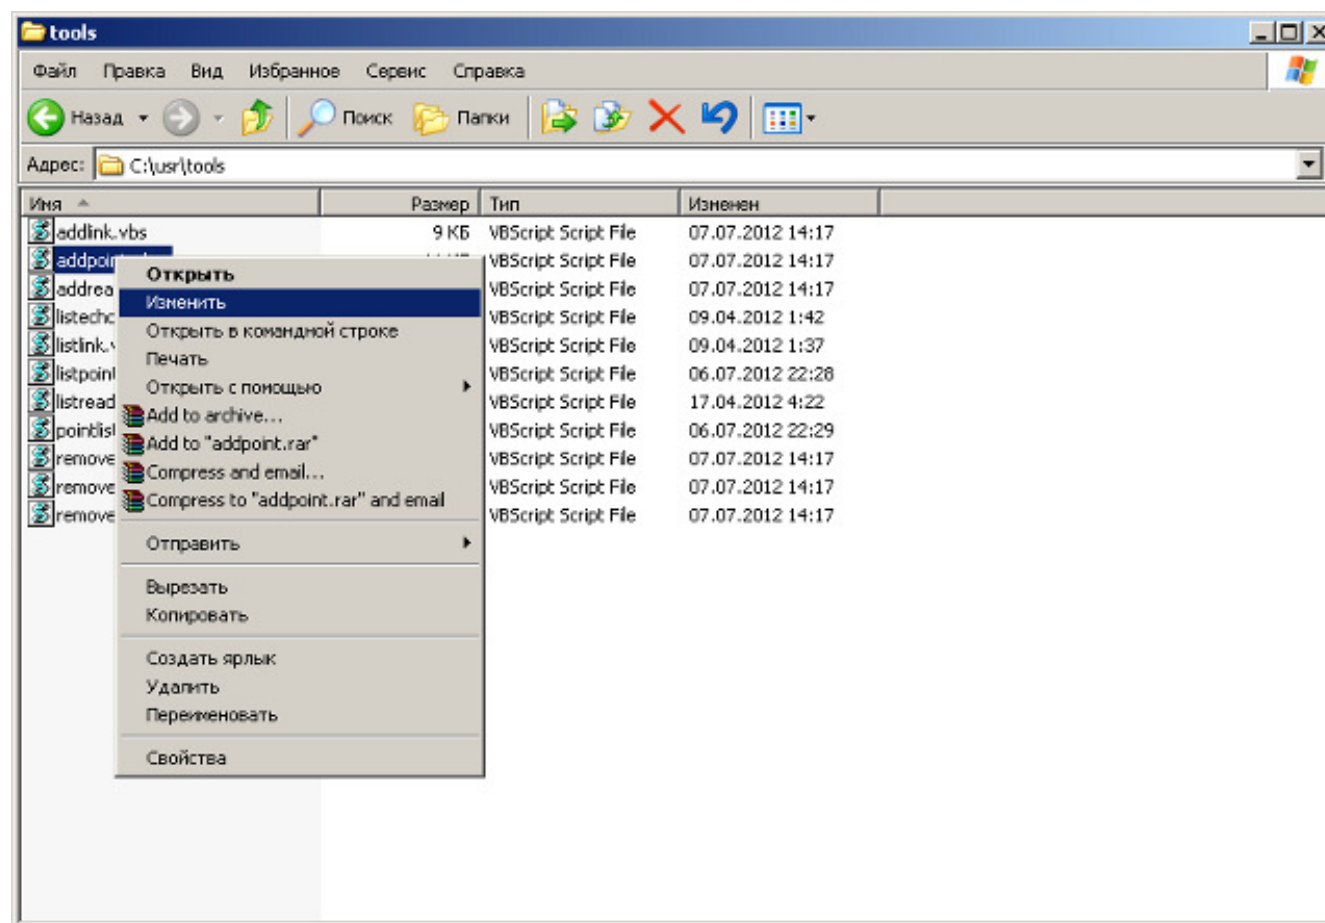 tools
Файл Правка Вид Избранное Сервис Справка
Назад Поиск Папки
Адрес: C:\usr\tools
Имя Размер Тип Изменен
addlink.vbs 9 КБ VBScript Script File 07.07.2012 14:17
addpoint VBScript Script File 07.07.2012 14:17
addrea VBScript Script File 07.07.2012 14:17
listecho VBScript Script File 09.04.2012 1:42
listlink.v VBScript Script File 09.04.2012 1:37
listpoint VBScript Script File 06.07.2012 22:28
listread VBScript Script File 17.04.2012 4:22
pointlist VBScript Script File 06.07.2012 22:29
remove VBScript Script File 07.07.2012 14:17
remove VBScript Script File 07.07.2012 14:17
remove VBScript Script File 07.07.2012 14:17
Открыть
Изменить
Открыть в командной строке
Печать
Открыть с помощью
Add to archive...
Add to "addpoint.rar"
Compress and email...
Compress to "addpoint.rar" and email
Отправить
Вырезать
Копировать
Создать ярлык
Удалить
Переименовать
Свойства